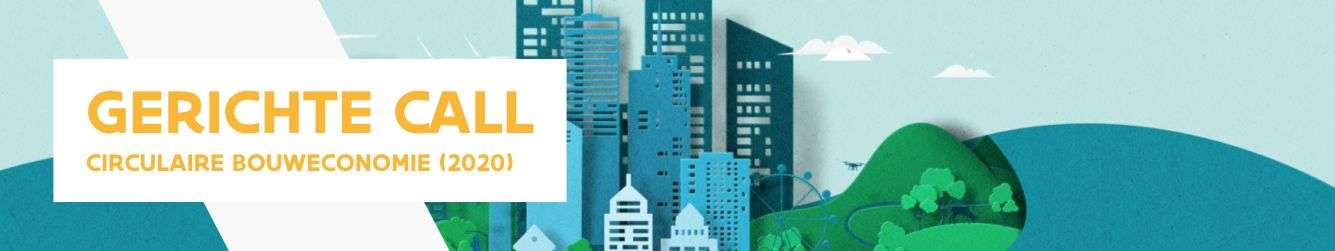 GERICHTE CALL
CIRCULAIRE BOUWECONOMIE (2020)